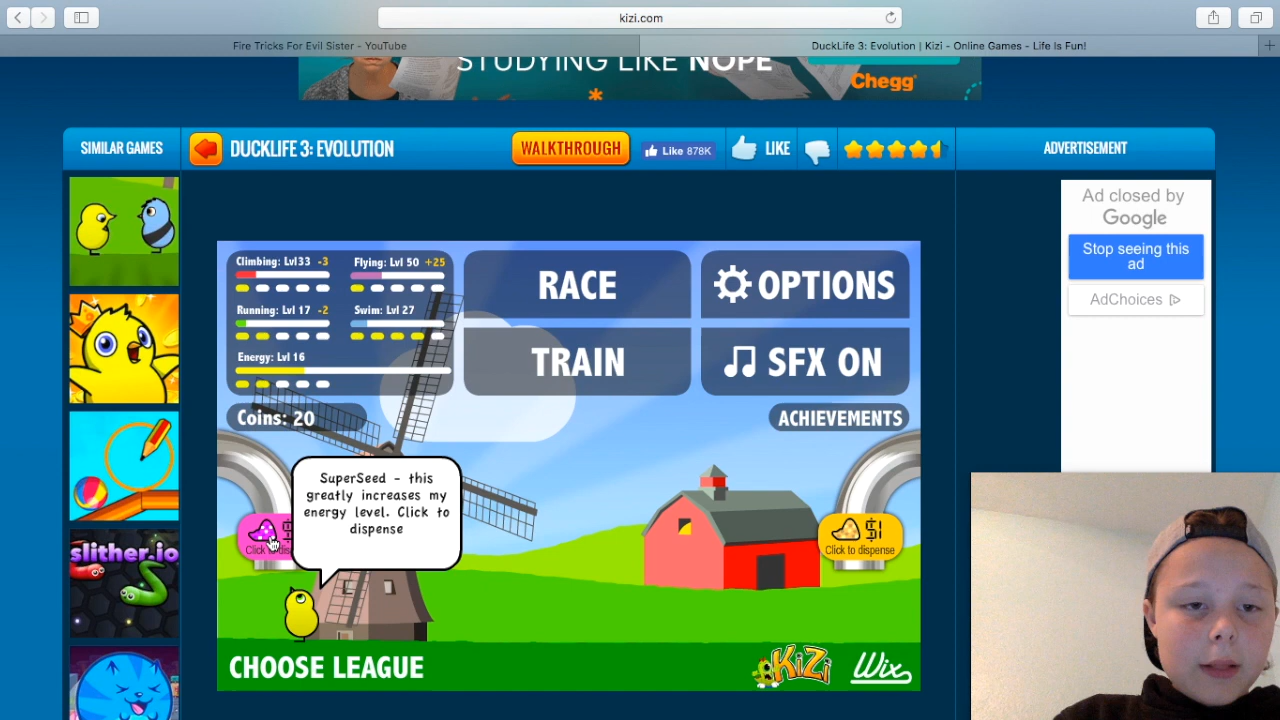 kizi.com
Fire Tricks For Evil Sister - YouTube
DuckLife 3: Evolution | Kizi - Online Games - Life Is Fun!
STUDYING LIKE NOPE
Chegg
SIMILAR GAMES
DUCKLIFE 3: EVOLUTION
WALKTHROUGH
Like 878K
LIKE
ADVERTISEMENT
Ad closed by
Google
Stop seeing this
ad
AdChoices
Climbing: Lvl33 -3
Flying: Lvl 50 +25
Running: Lvl 17 -2
Swim: Lvl 27
Energy: Lvl 16
RACE
OPTIONS
TRAIN
SFX ON
Coins: 20
ACHIEVEMENTS
SuperSeed - this
greatly increases my
energy level. Click to
dispense
$1
Click to dispense
slither.io
CHOOSE LEAGUE
KiZi
Wix